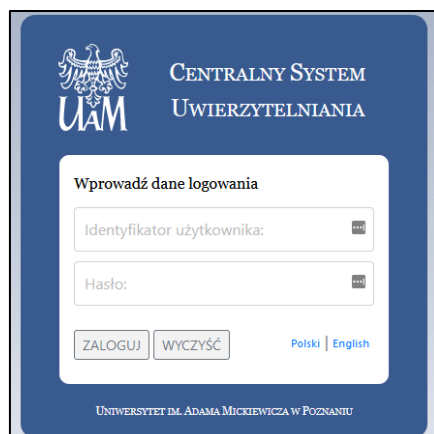 UAM
CENTRALNY SYSTEM
UWIERZYTELNIANIA
Wprowadź dane logowania
Identyfikator użytkownika:
Hasło:
ZALOGUJ WYCZYŚĆ Polski | English
UNIWERSYTET IM. ADAMA MICKIEWICZA W POZNANIU